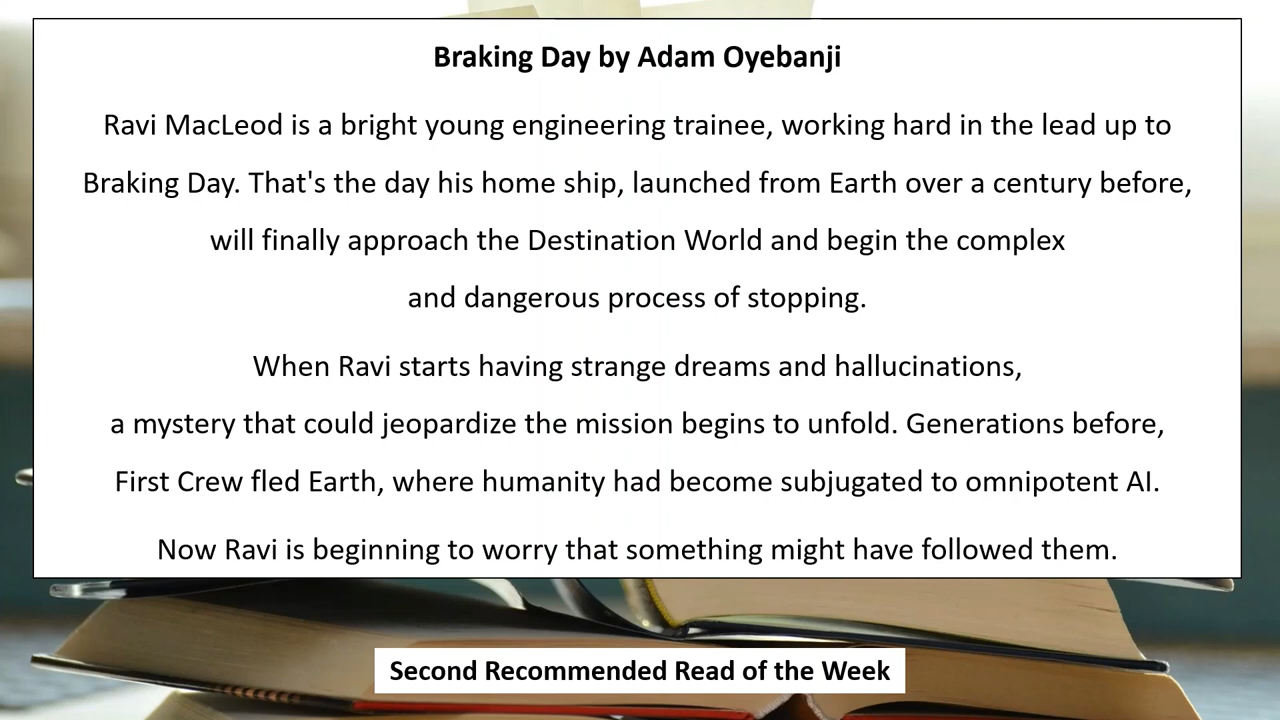 Braking Day by Adam Oyebanji
Ravi MacLeod is a bright young engineering trainee, working hard in the lead up to
Braking Day. That's the day his home ship, launched from Earth over a century before,
will finally approach the Destination World and begin the complex
and dangerous process of stopping.
When Ravi starts having strange dreams and hallucinations,
a mystery that could jeopardize the mission begins to unfold. Generations before,
First Crew fled Earth, where humanity had become subjugated to omnipotent AI.
Now Ravi is beginning to worry that something might have followed them.
Second Recommended Read of the Week